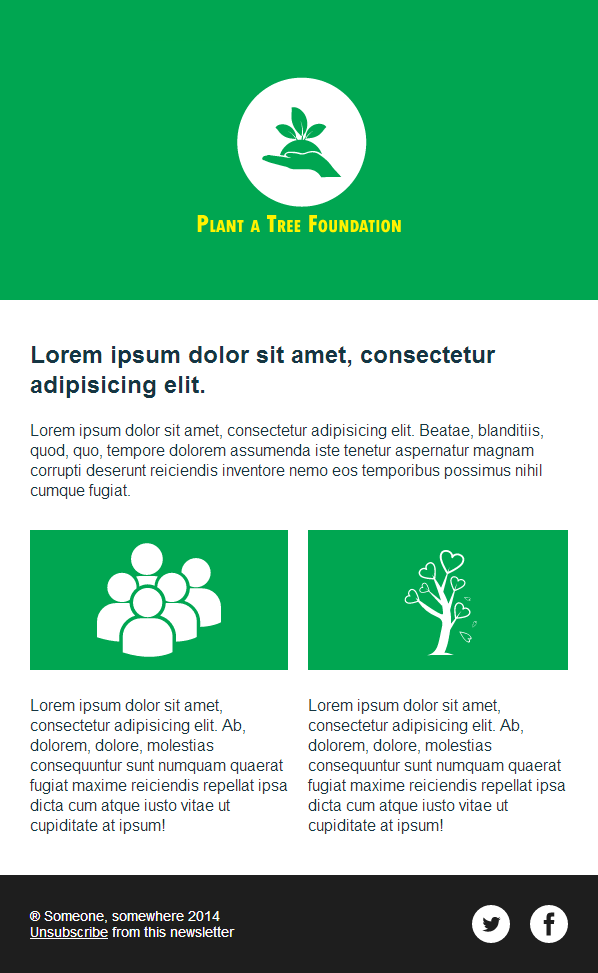 Plant a Tree Foundation
Lorem ipsum dolor sit amet, consectetur
adipisicing elit.
Lorem ipsum dolor sit amet, consectetur adipisicing elit. Beatae, blanditiis,
quod, quo, tempore dolorem assumenda iste tenetur aspernatur magnam
corrupti deserunt reiciendis inventore nemo eos temporibus possimus nihil
cumque fugiat.
Lorem ipsum dolor sit amet,
consectetur adipisicing elit. Ab,
dolorem, dolore, molestias
consequuntur sunt numquam quaerat
fugiat maxime reiciendis repellat ipsa
dicta cum atque iusto vitae ut
cupiditate at ipsum!
Lorem ipsum dolor sit amet,
consectetur adipisicing elit. Ab,
dolorem, dolore, molestias
consequuntur sunt numquam quaerat
fugiat maxime reiciendis repellat ipsa
dicta cum atque iusto vitae ut
cupiditate at ipsum!
® Someone, somewhere 2014
Unsubscribe from this newsletter